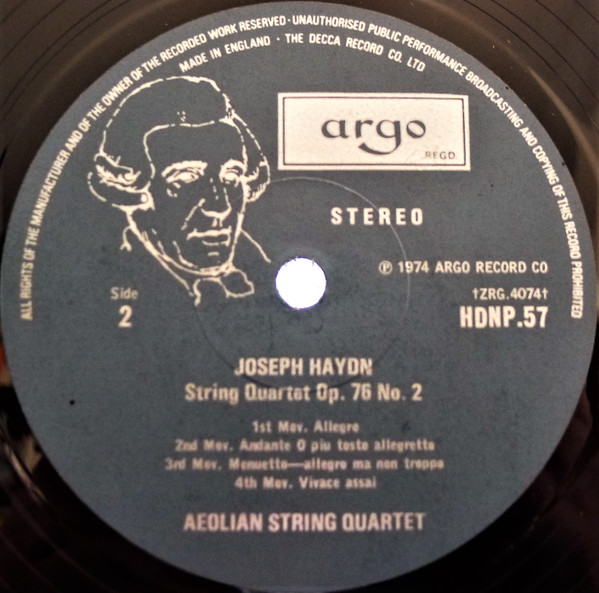 ALL RIGHTS OF THE MANUFACTURER AND OF THE OWNER OF THE RECORDED WORK RESERVED · UNAUTHORISED PUBLIC PERFORMANCE BROADCASTING AND COPYING OF THIS RECORD PROHIBITED
MADE IN ENGLAND · THE DECCA RECORD CO. LTD
argo
REGD.
STEREO
℗ 1974 ARGO RECORD CO
Side
2
†ZRG.4074†
HDNP.57
JOSEPH HAYDN
String Quartet Op. 76 No. 2
1st Mov. Allegro
2nd Mov. Andante O piu tosto allegretto
3rd Mov. Menuetto—allegro ma non troppo
4th Mov. Vivace assai
AEOLIAN STRING QUARTET